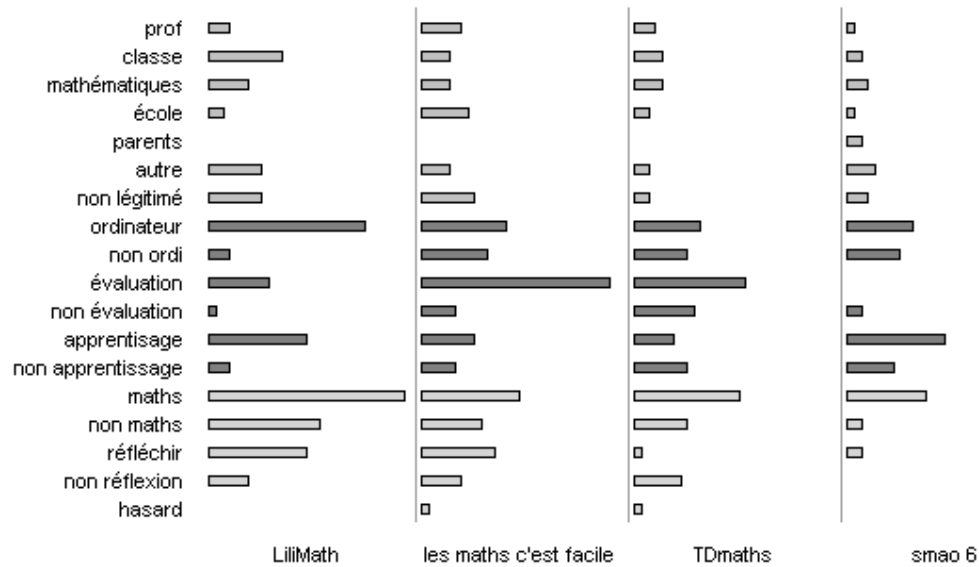 prof
classe
mathématiques
école
parents
autre
non légitimé
ordinateur
non ordi
évaluation
non évaluation
apprentisage
non apprentissage
maths
non maths
réfléchir
non réflexion
hasard
LiliMath les maths c'est facile TDmaths smao 6